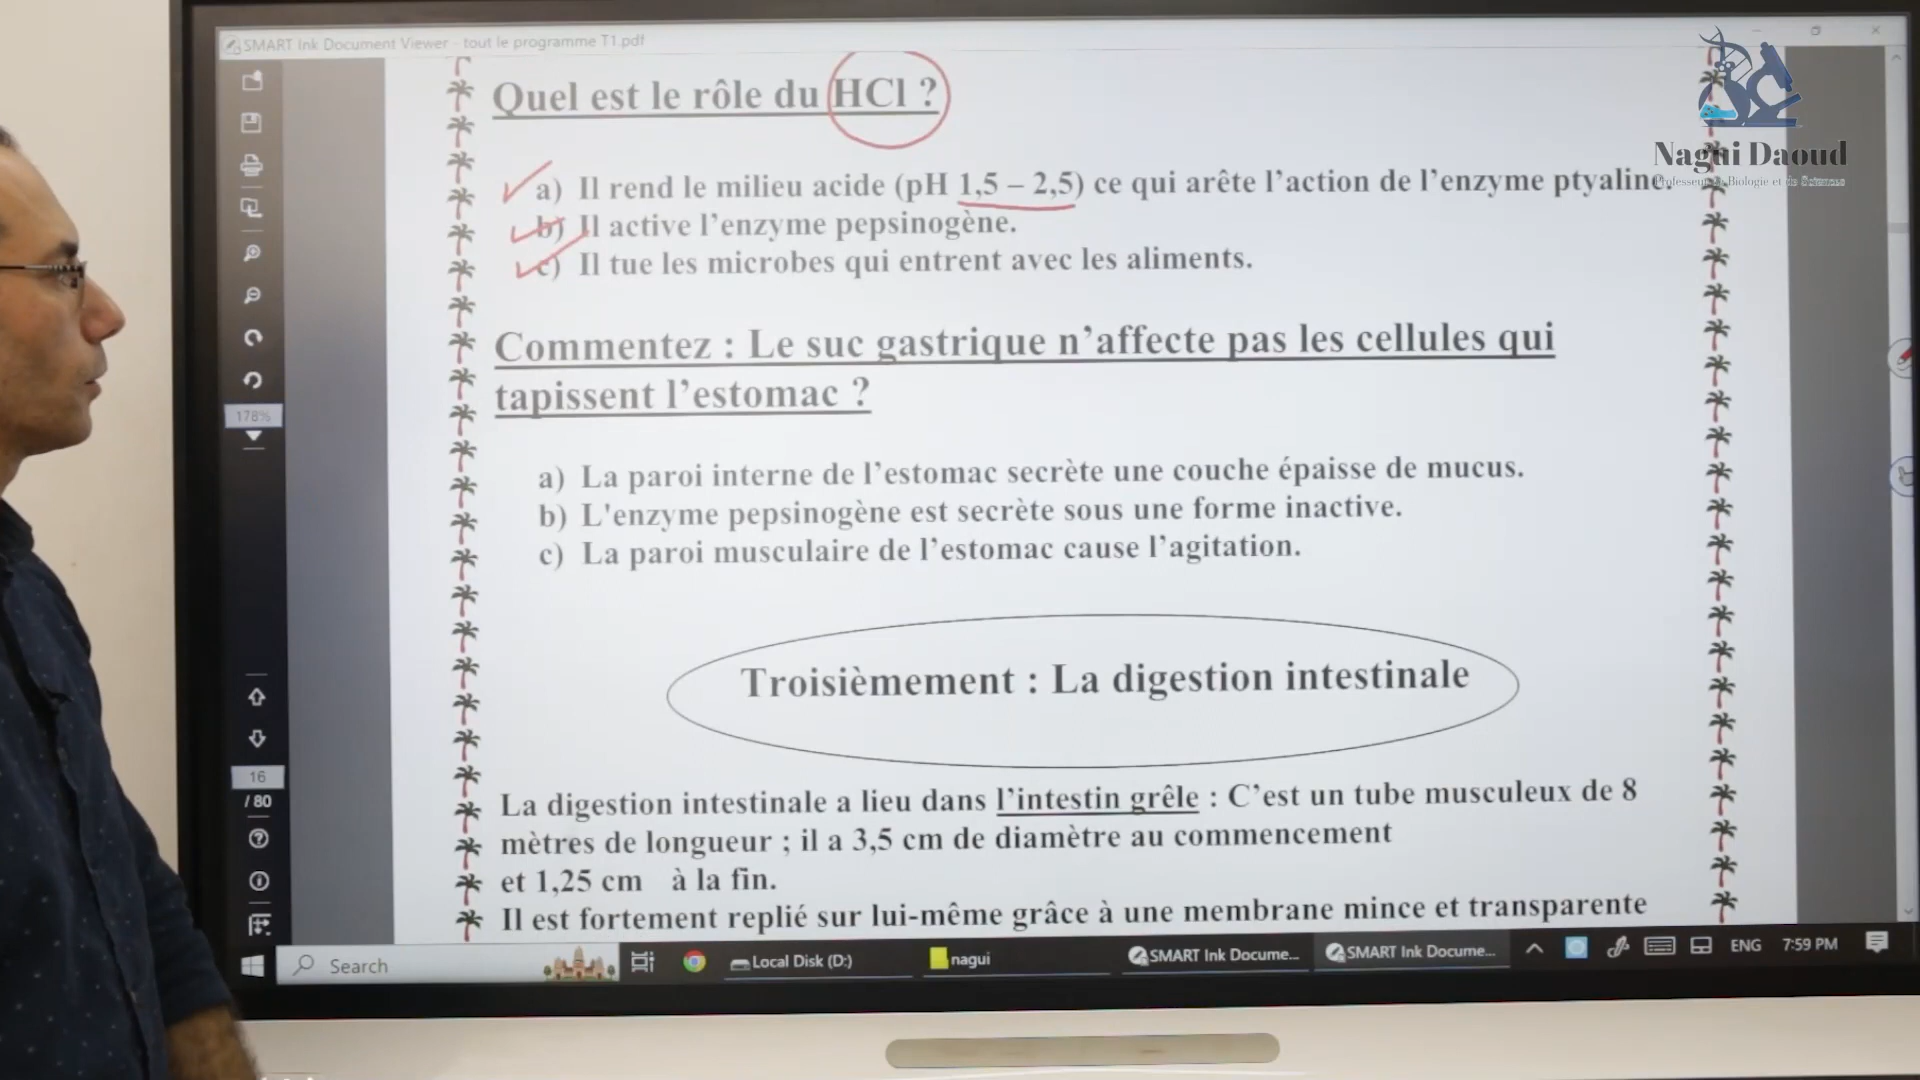 SMART Ink Document Viewer - tout le programme T1.pdf
Quel est le rôle du HCl ?
a) Il rend le milieu acide (pH 1,5 – 2,5) ce qui arête l’action de l’enzyme ptyaline
b) Il active l’enzyme pepsinogène.
c) Il tue les microbes qui entrent avec les aliments.
Commentez : Le suc gastrique n’affecte pas les cellules qui
tapissent l’estomac ?
a) La paroi interne de l’estomac secrète une couche épaisse de mucus.
b) L'enzyme pepsinogène est secrète sous une forme inactive.
c) La paroi musculaire de l’estomac cause l’agitation.
Troisièmement : La digestion intestinale
La digestion intestinale a lieu dans l’intestin grêle : C’est un tube musculeux de 8
mètres de longueur ; il a 3,5 cm de diamètre au commencement
et 1,25 cm à la fin.
Il est fortement replié sur lui-même grâce à une membrane mince et transparente
Nagui Daoud
Professeur de Biologie et de Sciences
178%
16
/ 80
Search
Local Disk (D:)
nagui
SMART Ink Docume...
SMART Ink Docume...
ENG
7:59 PM